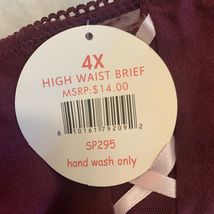 4X
HIGH WAIST BRIEF
MSRP:$14.00
8 10161 79209 2
SP295
hand wash only